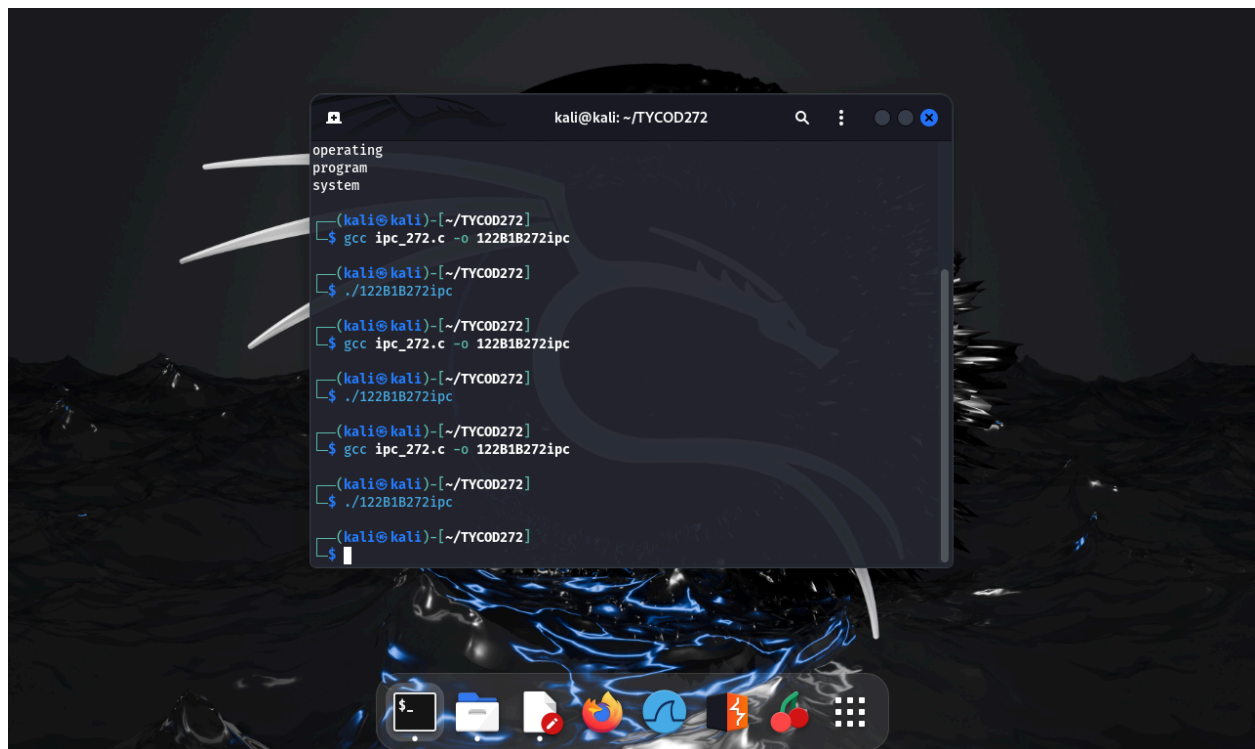 kali@kali: ~/TYCOD272
operating
program
system
┌──(kali㉿kali)-[~/TYCOD272]
└─$ gcc ipc_272.c -o 122B1B272ipc
┌──(kali㉿kali)-[~/TYCOD272]
└─$ ./122B1B272ipc
┌──(kali㉿kali)-[~/TYCOD272]
└─$ gcc ipc_272.c -o 122B1B272ipc
┌──(kali㉿kali)-[~/TYCOD272]
└─$ ./122B1B272ipc
┌──(kali㉿kali)-[~/TYCOD272]
└─$ gcc ipc_272.c -o 122B1B272ipc
┌──(kali㉿kali)-[~/TYCOD272]
└─$ ./122B1B272ipc
┌──(kali㉿kali)-[~/TYCOD272]
└─$
$_